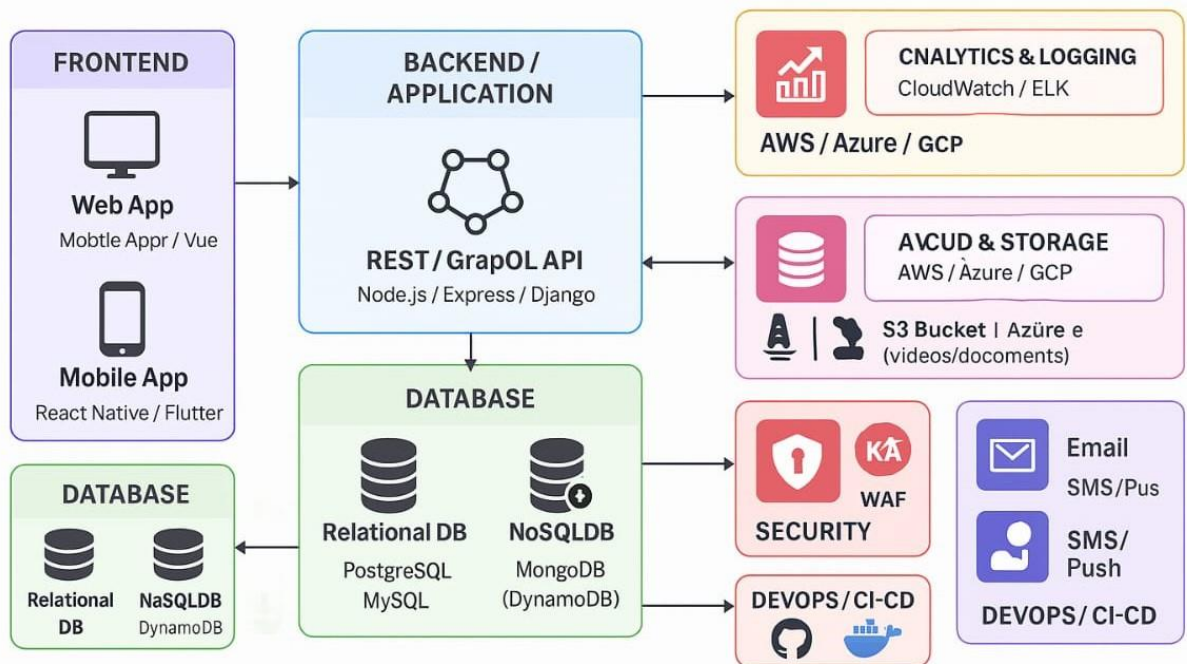 FRONTEND
Web App
Mobtle Appr / Vue
Mobile App
React Native / Flutter
DATABASE
Relational
DB
NaSQLDB
DynamoDB
BACKEND /
APPLICATION
REST / GrapOL API
Node.js / Express / Django
DATABASE
Relational DB
PostgreSQL
MySQL
NoSQLDB
MongoDB
(DynamoDB)
CNALYTICS & LOGGING
CloudWatch / ELK
AWS / Azure / GCP
AVCUD & STORAGE
AWS / Àzure / GCP
S3 Bucket | Azüre e
(videos/docoments)
KA
WAF
SECURITY
DEVOPS / CI-CD
Email
SMS/Pus
SMS/
Push
DEVOPS / CI-CD